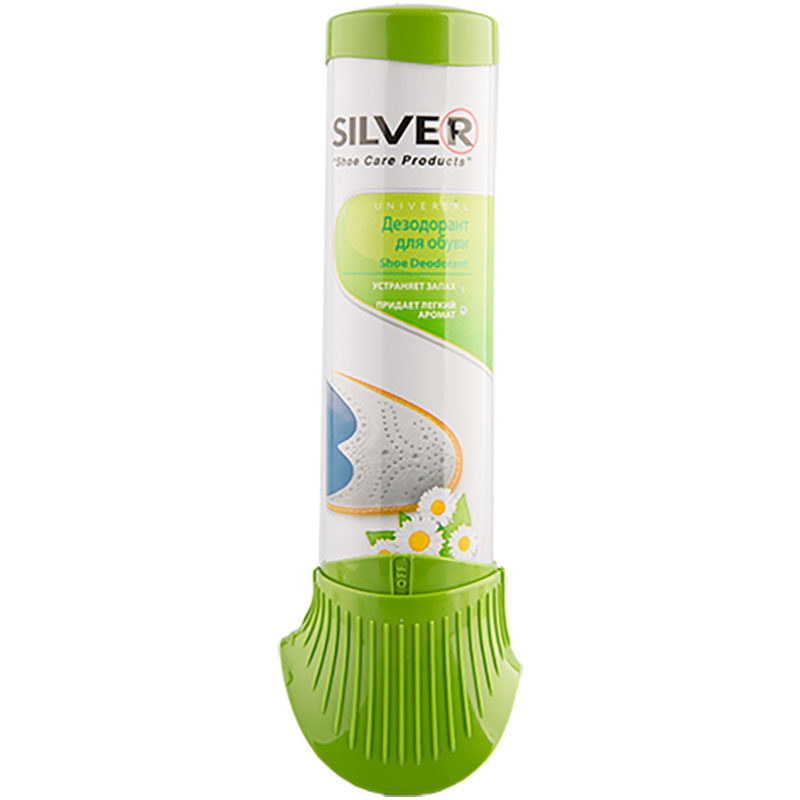 SILVER
"Shoe Care Products"
UNIVERSAL
Дезодорант
для обуви
Shoe Deodorant
УСТРАНЯЕТ ЗАПАХ
ПРИДАЕТ ЛЕГКИЙ
АРОМАТ
OFF